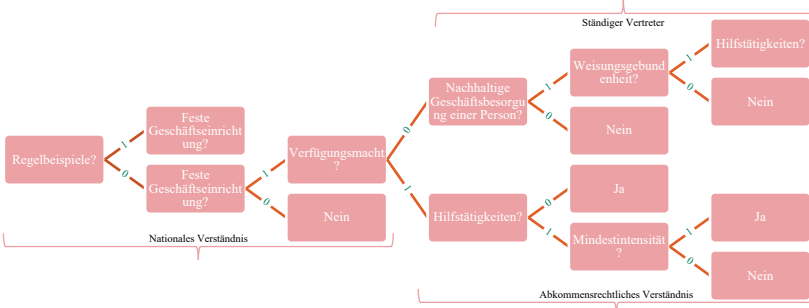 Ständiger Vertreter
Regelbeispiele?
1
0
Feste
Geschäftseinricht
ung?
Feste
Geschäftseinricht
ung?
1
0
Verfügungsmacht
?
Nein
0
1
Nachhaltige
Geschäftsbesorgu
ng einer Person?
1
0
Weisungsgebund
enheit?
Nein
1
0
Hilfstätigkeiten?
Nein
Hilfstätigkeiten?
0
1
Ja
Mindestintensität
?
1
0
Ja
Nein
Nationales Verständnis
Abkommensrechtliches Verständnis